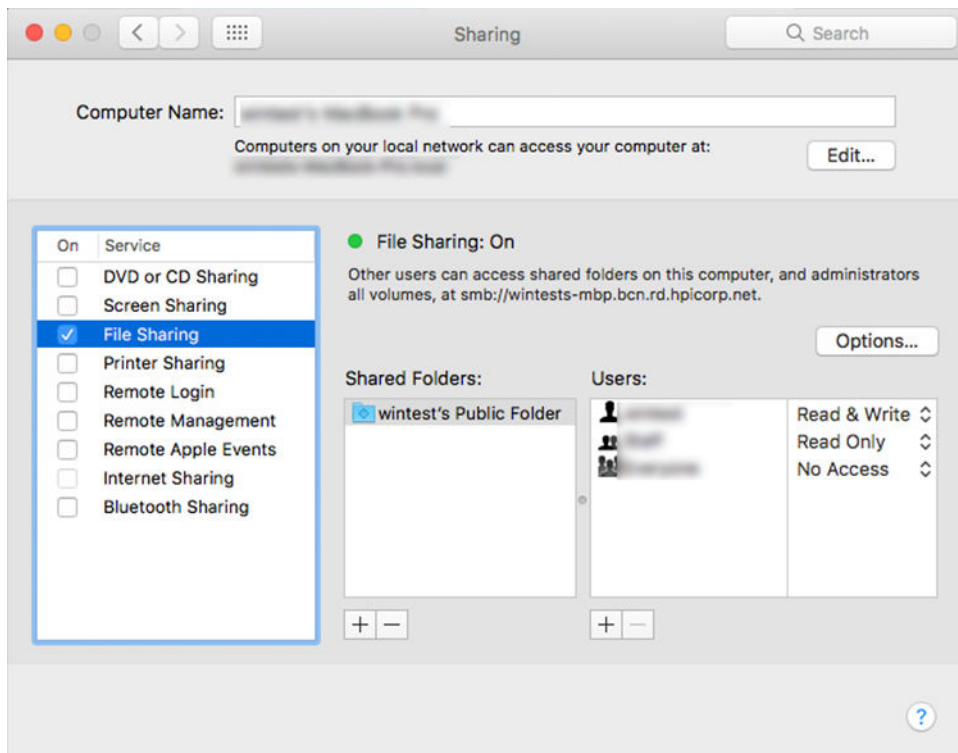 Sharing
Search
Computer Name:
Computers on your local network can access your computer at:
Edit...
On Service
DVD or CD Sharing
Screen Sharing
File Sharing
Printer Sharing
Remote Login
Remote Management
Remote Apple Events
Internet Sharing
Bluetooth Sharing
File Sharing: On
Other users can access shared folders on this computer, and administrators
all volumes, at smb://wintests-mbp.bcn.rd.hpicorp.net.
Options...
Shared Folders:
wintest's Public Folder
Users:
Read & Write
Read Only
No Access
+ −
+ −
?